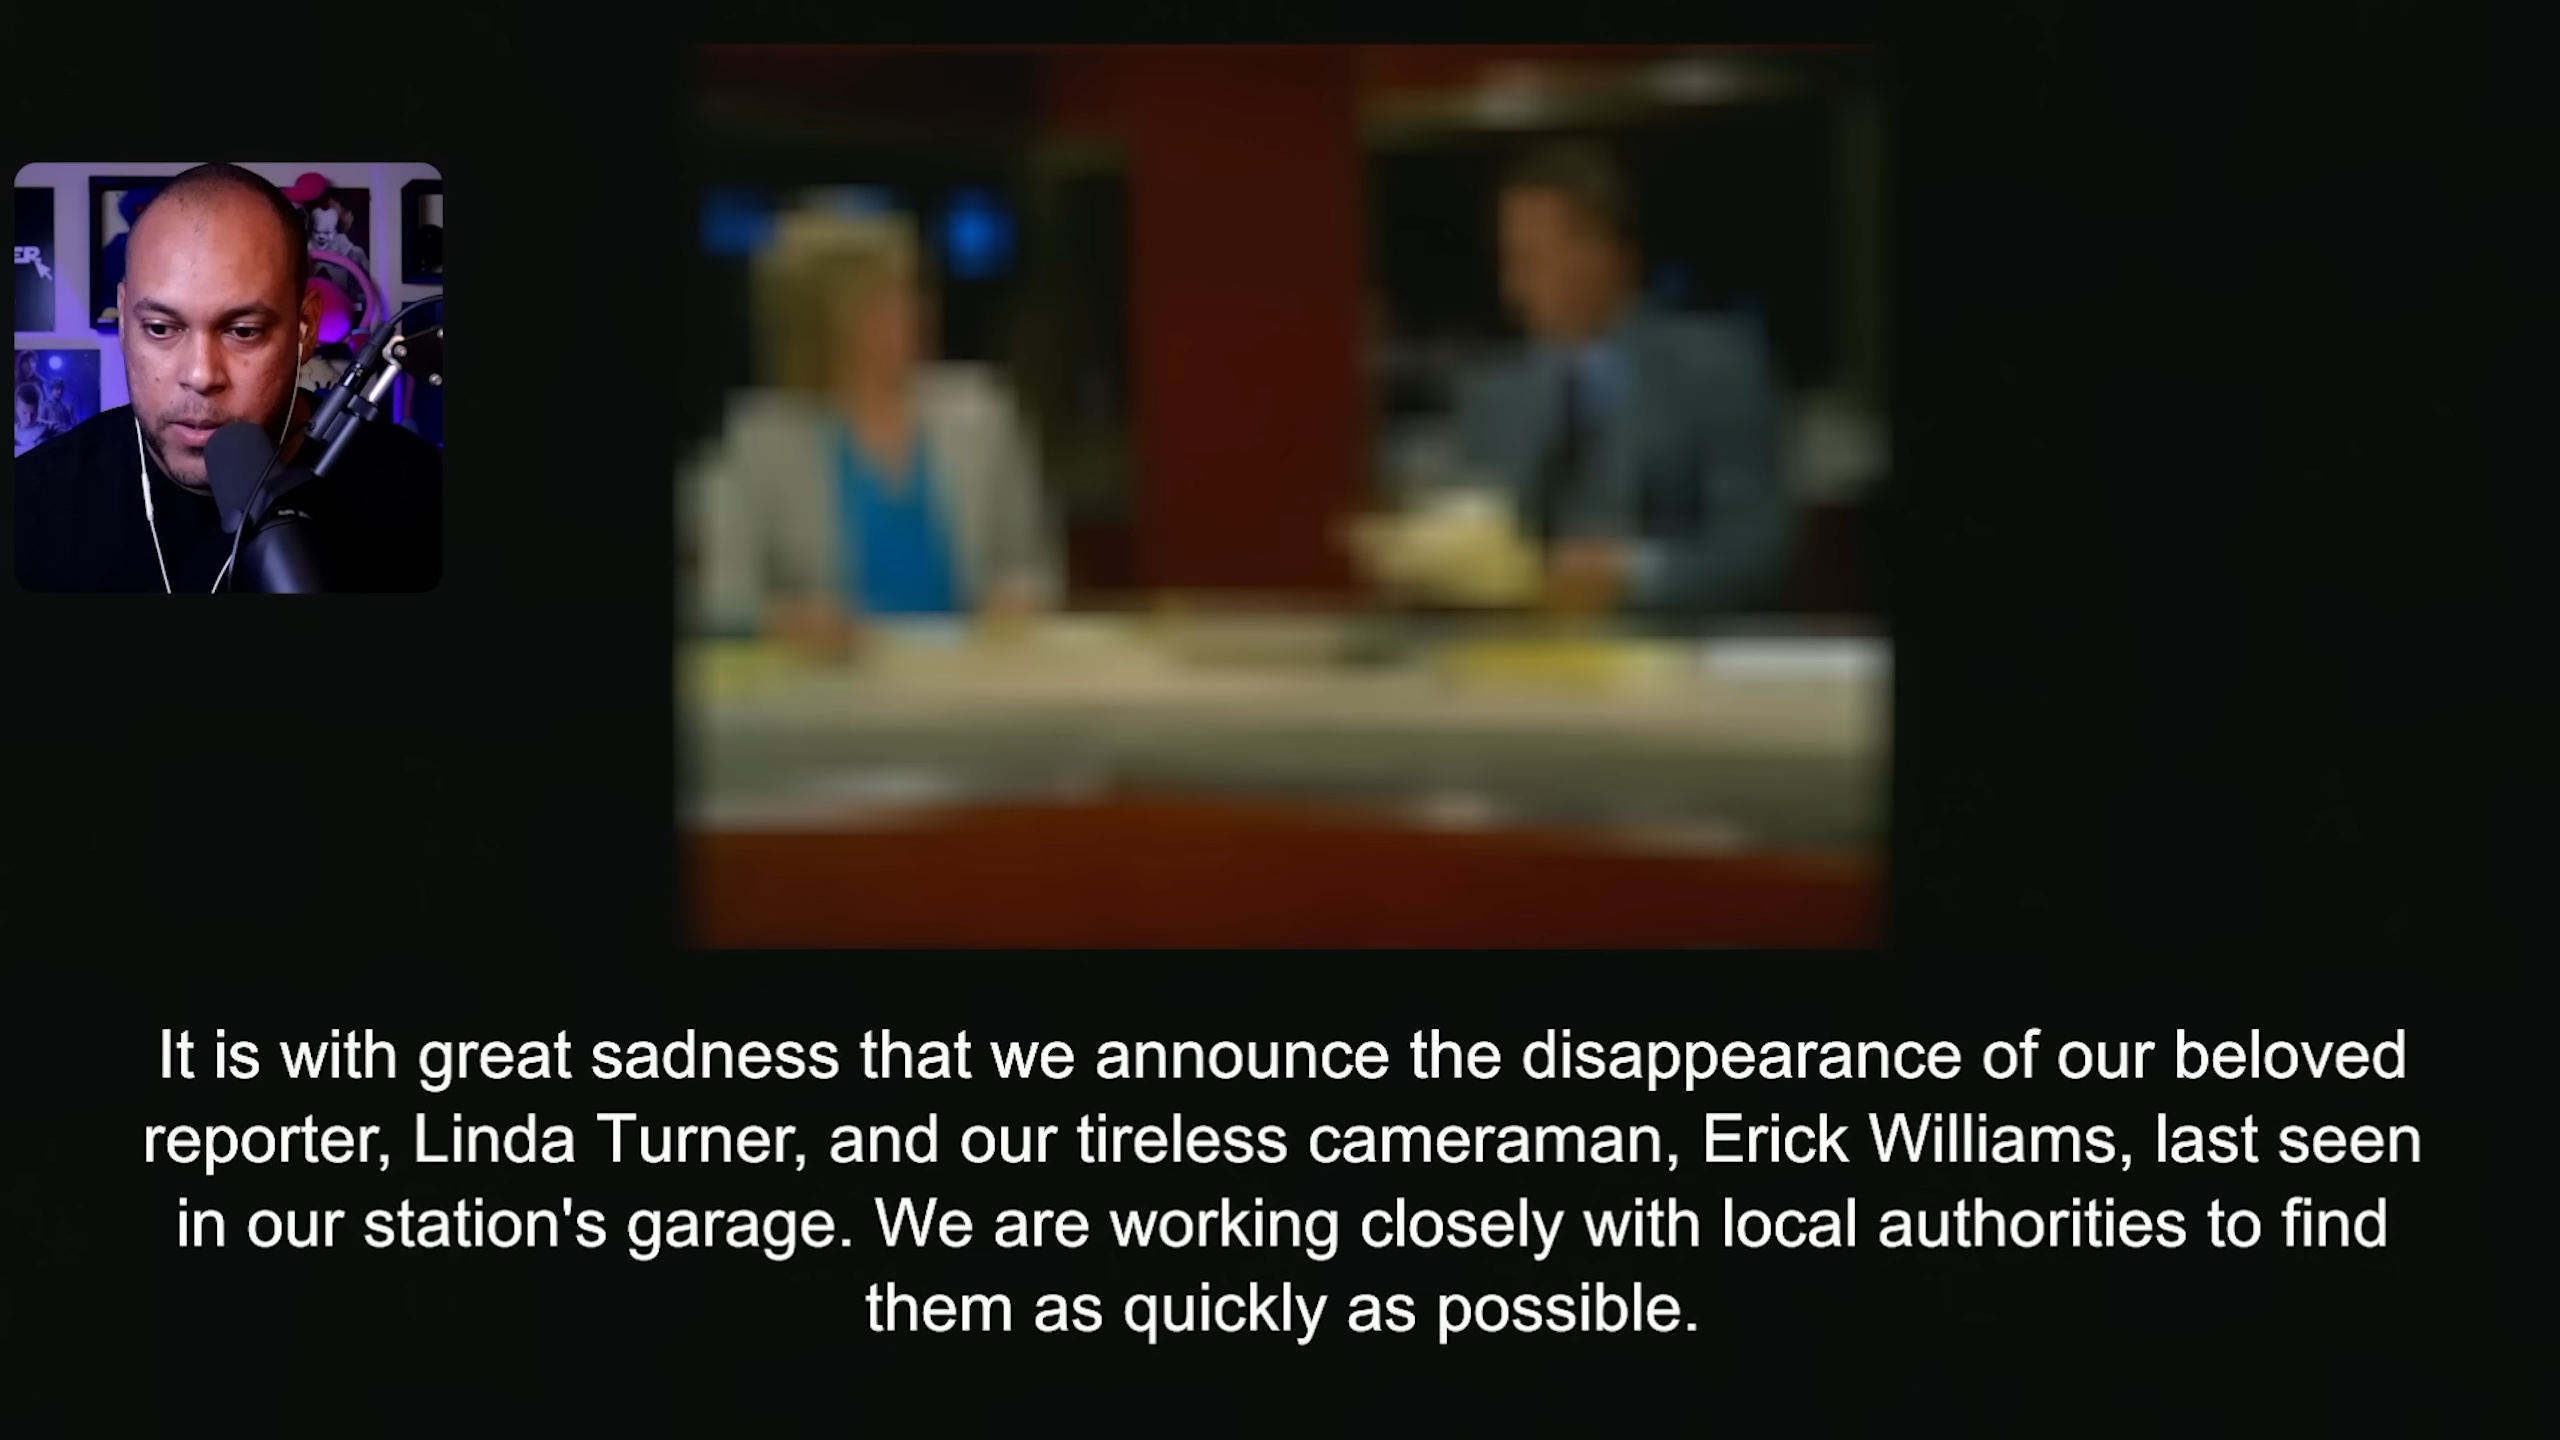 ER
It is with great sadness that we announce the disappearance of our beloved
reporter, Linda Turner, and our tireless cameraman, Erick Williams, last seen
in our station's garage. We are working closely with local authorities to find
them as quickly as possible.